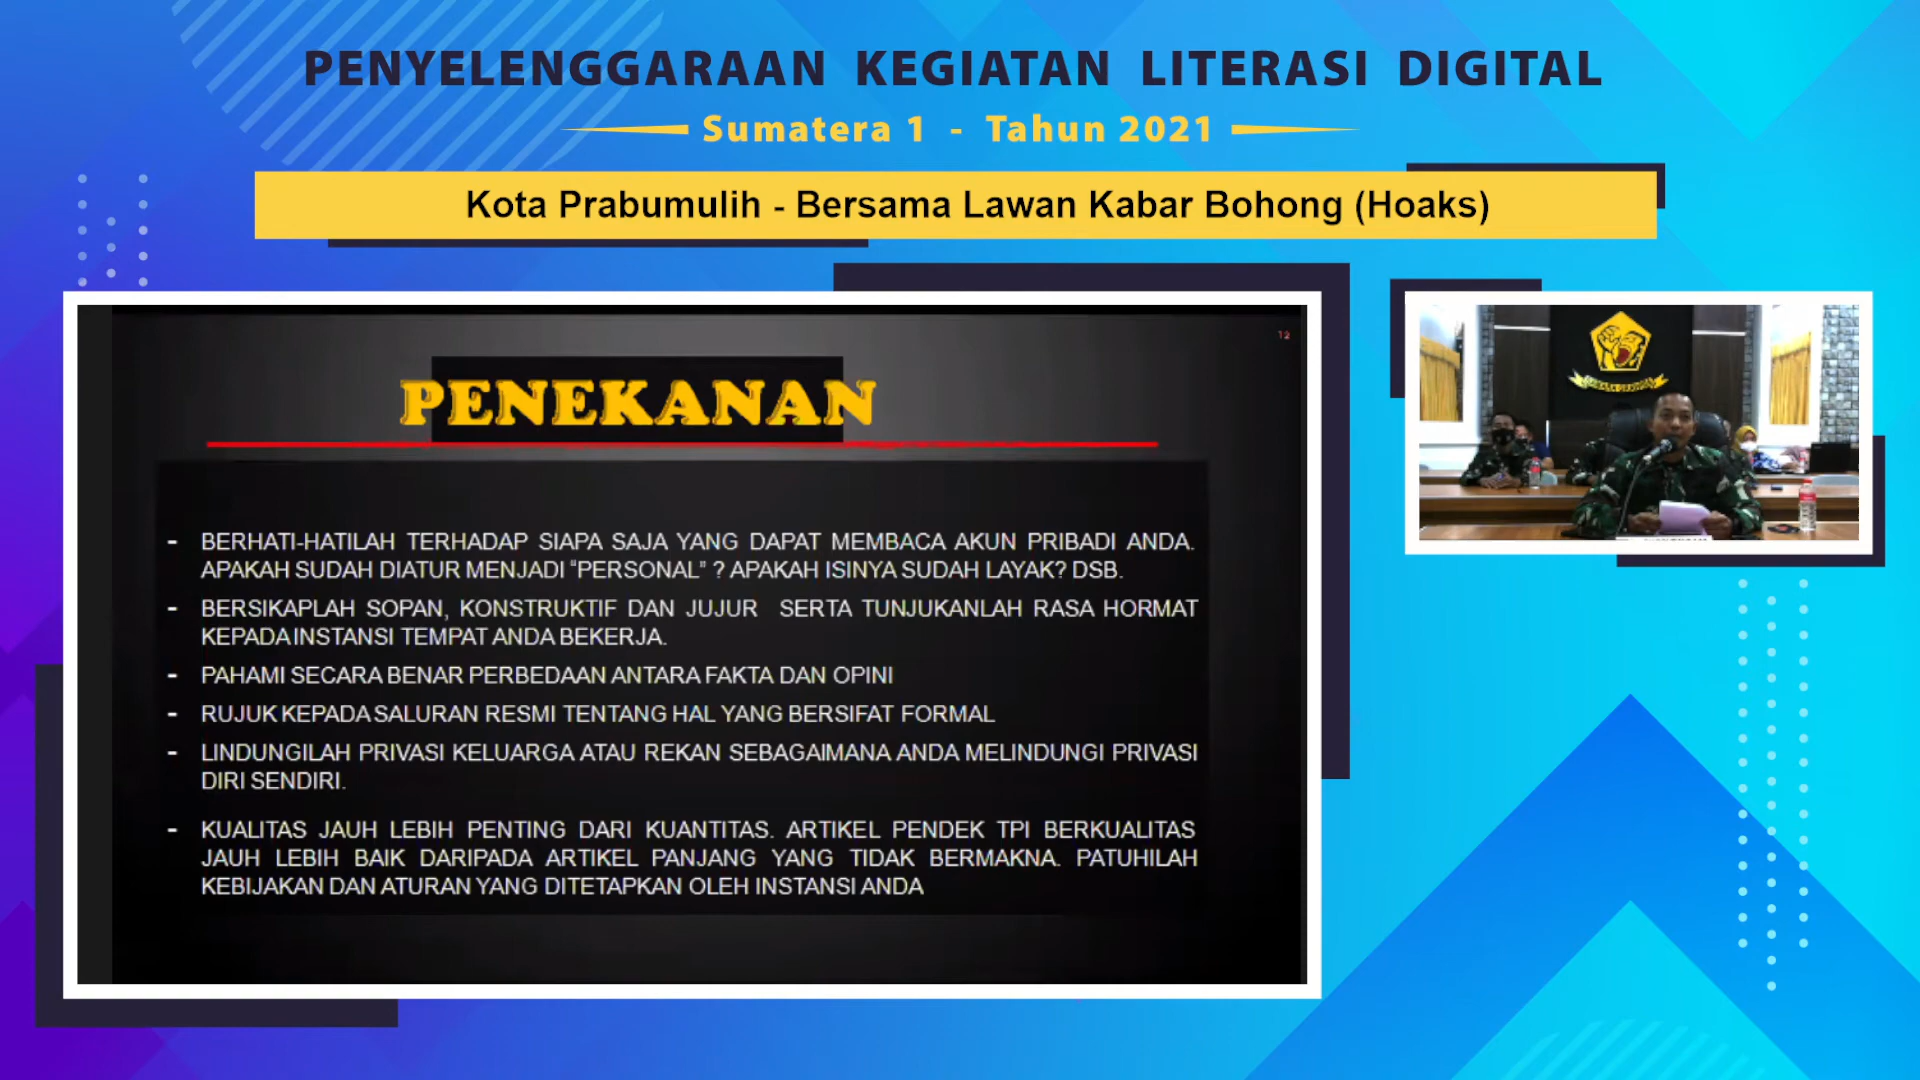 PENYELENGGARAAN KEGIATAN LITERASI DIGITAL
Sumatera 1 - Tahun 2021
Kota Prabumulih - Bersama Lawan Kabar Bohong (Hoaks)
12
PENEKANAN
- BERHATI-HATILAH TERHADAP SIAPA SAJA YANG DAPAT MEMBACA AKUN PRIBADI ANDA.
APAKAH SUDAH DIATUR MENJADI "PERSONAL" ? APAKAH ISINYA SUDAH LAYAK? DSB.
- BERSIKAPLAH SOPAN, KONSTRUKTIF DAN JUJUR SERTA TUNJUKANLAH RASA HORMAT
KEPADA INSTANSI TEMPAT ANDA BEKERJA.
- PAHAMI SECARA BENAR PERBEDAAN ANTARA FAKTA DAN OPINI
- RUJUK KEPADA SALURAN RESMI TENTANG HAL YANG BERSIFAT FORMAL
- LINDUNGILAH PRIVASI KELUARGA ATAU REKAN SEBAGAIMANA ANDA MELINDUNGI PRIVASI
DIRI SENDIRI.
- KUALITAS JAUH LEBIH PENTING DARI KUANTITAS. ARTIKEL PENDEK TPI BERKUALITAS
JAUH LEBIH BAIK DARIPADA ARTIKEL PANJANG YANG TIDAK BERMAKNA. PATUHILAH
KEBIJAKAN DAN ATURAN YANG DITETAPKAN OLEH INSTANSI ANDA